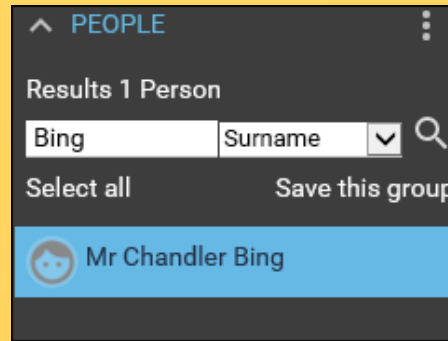 PEOPLE
Results 1 Person
Bing Surname
Select all Save this group
Mr Chandler Bing